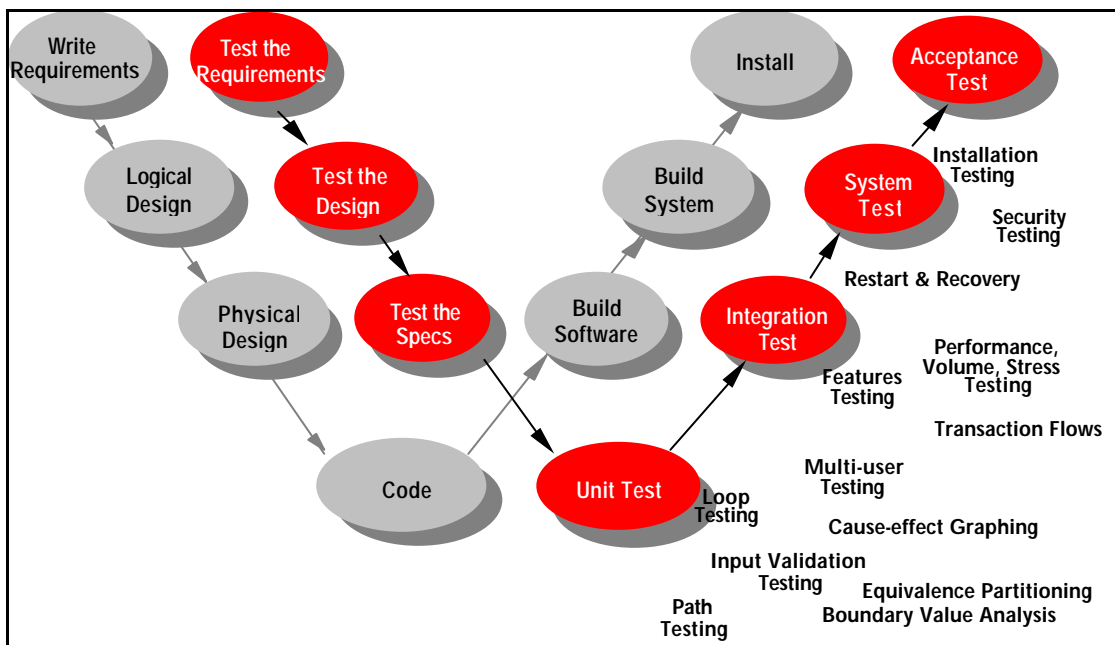 Write
Requirements
Test the
Requirements
Install
Acceptance
Test
Logical
Design
Test the
Design
Build
System
System
Test
Installation
Testing
Security
Testing
Physical
Design
Test the
Specs
Build
Software
Integration
Test
Restart & Recovery
Features
Testing
Performance,
Volume, Stress
Testing
Transaction Flows
Code
Unit Test
Loop
Testing
Multi-user
Testing
Cause-effect Graphing
Input Validation
Testing
Equivalence Partitioning
Boundary Value Analysis
Path
Testing